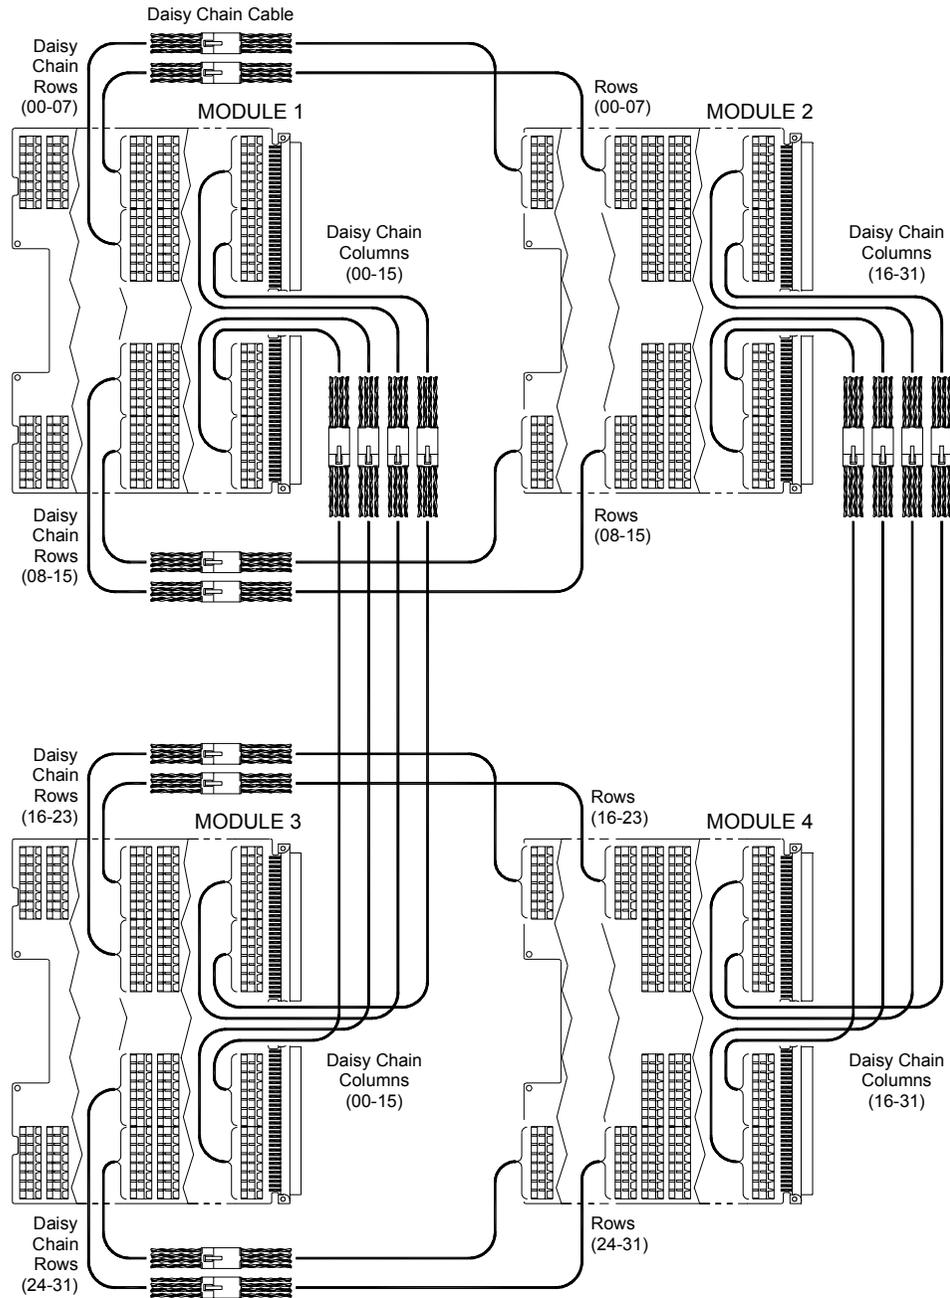 Daisy Chain Cable
Daisy
Chain
Rows
(00-07)
MODULE 1
Rows
(00-07)
MODULE 2
Daisy Chain
Columns
(00-15)
Daisy Chain
Columns
(16-31)
Daisy
Chain
Rows
(08-15)
Rows
(08-15)
Daisy
Chain
Rows
(16-23)
MODULE 3
Rows
(16-23)
MODULE 4
Daisy Chain
Columns
(00-15)
Daisy Chain
Columns
(16-31)
Daisy
Chain
Rows
(24-31)
Rows
(24-31)